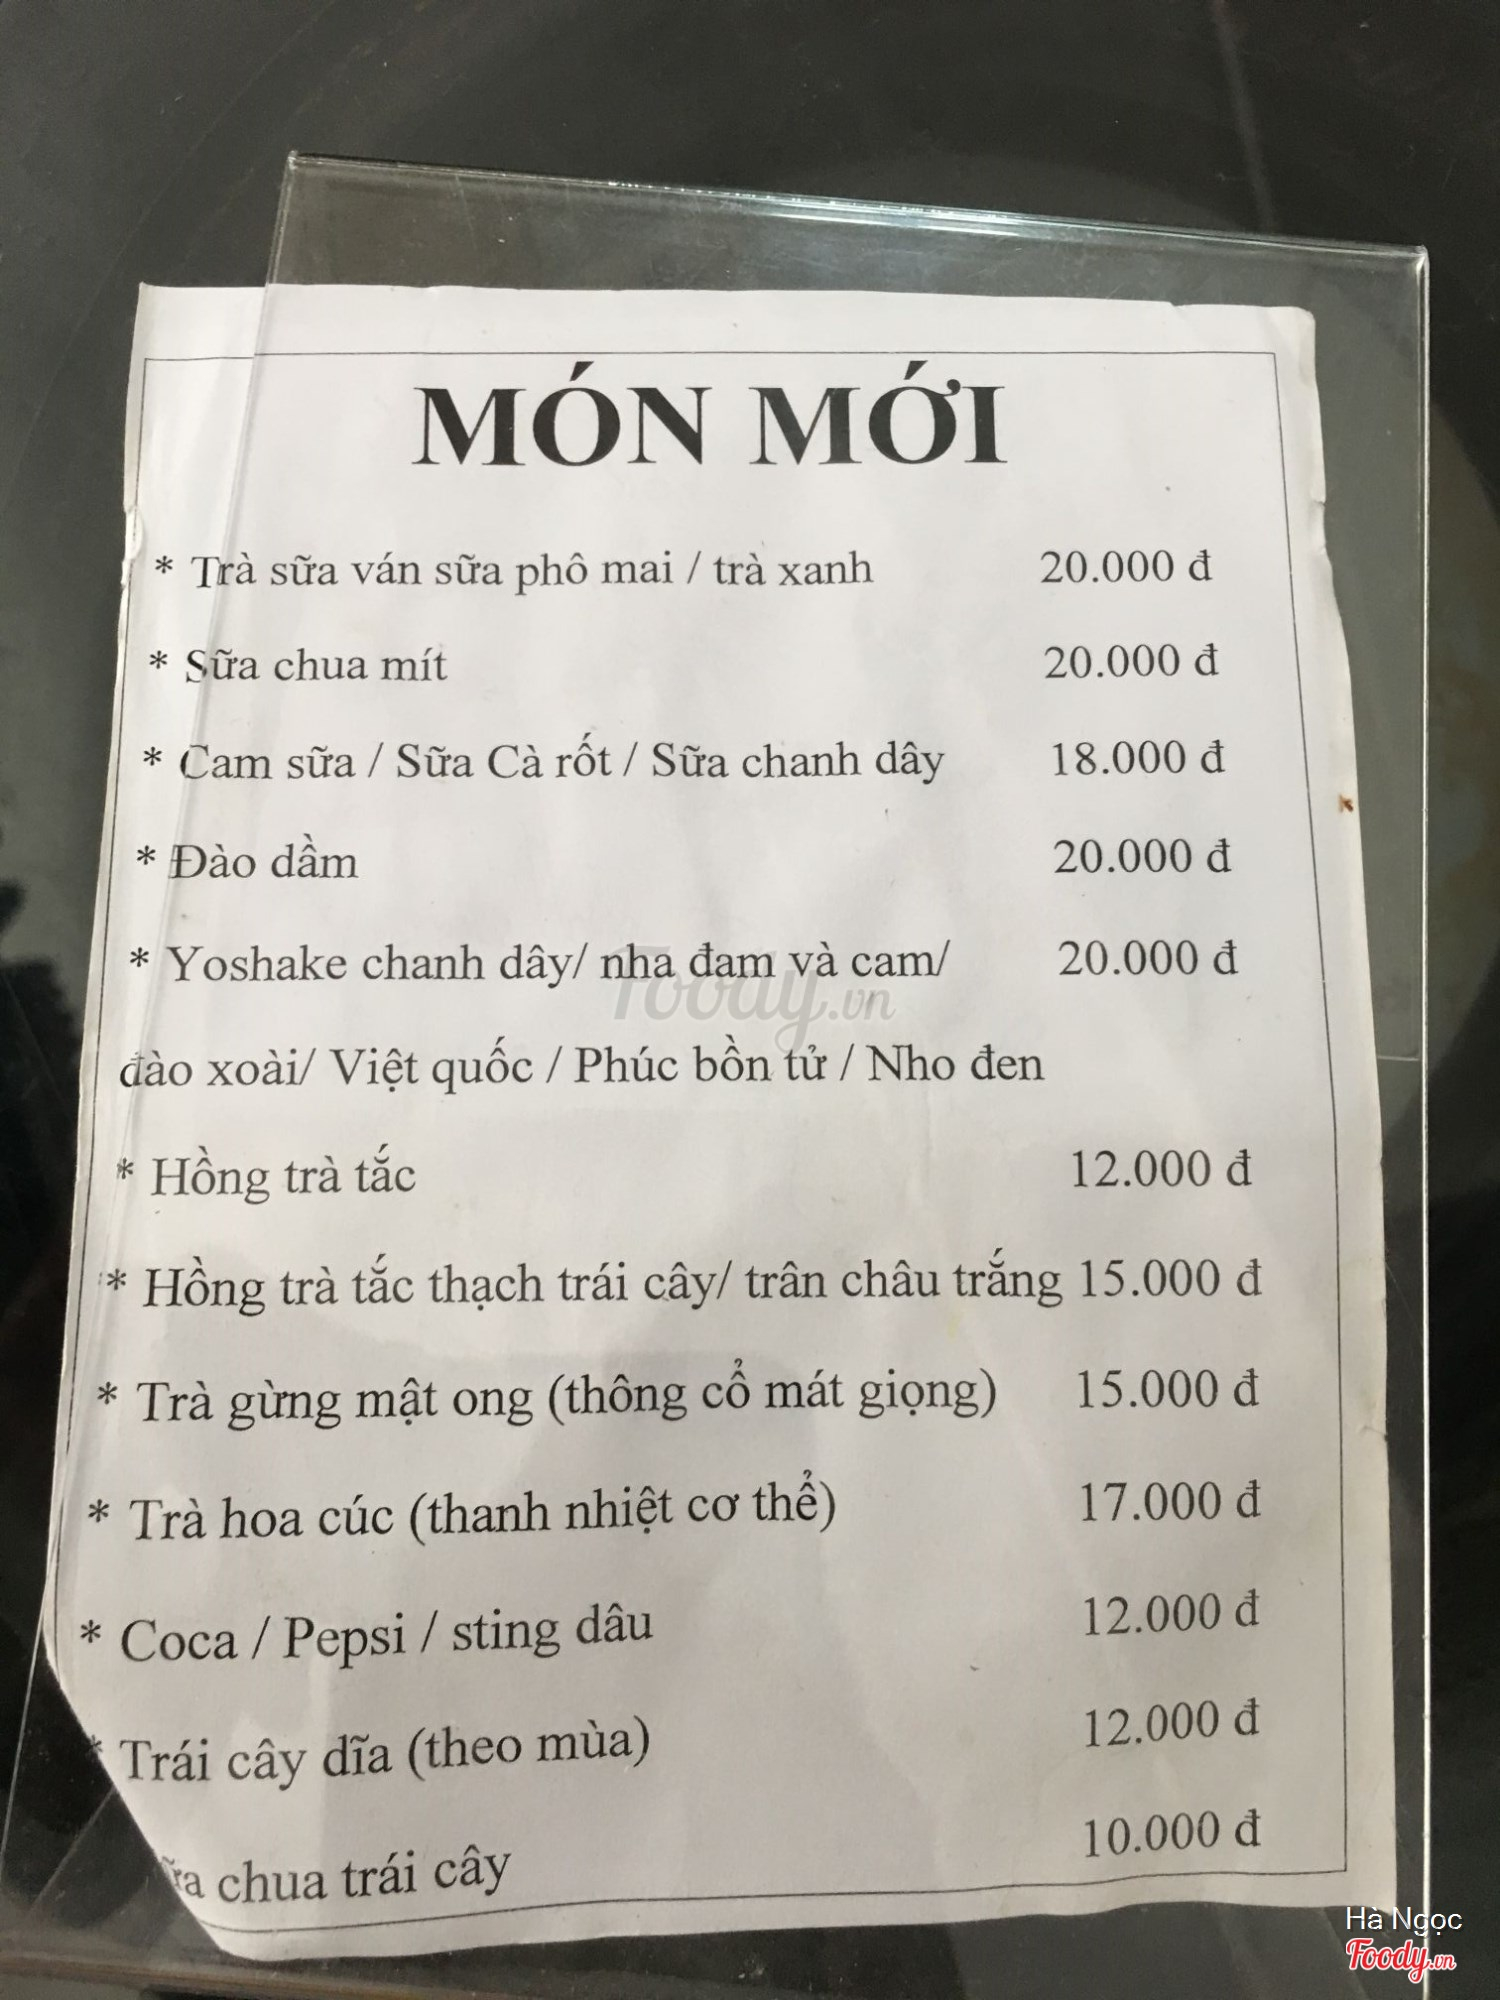 MÓN MỚI
* Trà sữa ván sữa phô mai / trà xanh 20.000 đ
* Sữa chua mít 20.000 đ
* Cam sữa / Sữa Cà rốt / Sữa chanh dây 18.000 đ
* Đào dầm 20.000 đ
* Yoshake chanh dây/ nha đam và cam/ 20.000 đ
Foody.vn
đào xoài/ Việt quốc / Phúc bồn tử / Nho đen
* Hồng trà tắc 12.000 đ
* Hồng trà tắc thạch trái cây/ trân châu trắng 15.000 đ
* Trà gừng mật ong (thông cổ mát giọng) 15.000 đ
* Trà hoa cúc (thanh nhiệt cơ thể) 17.000 đ
* Coca / Pepsi / sting dâu 12.000 đ
* Trái cây dĩa (theo mùa) 12.000 đ
chua trái cây 10.000 đ
Hà Ngọc
Foody.vn